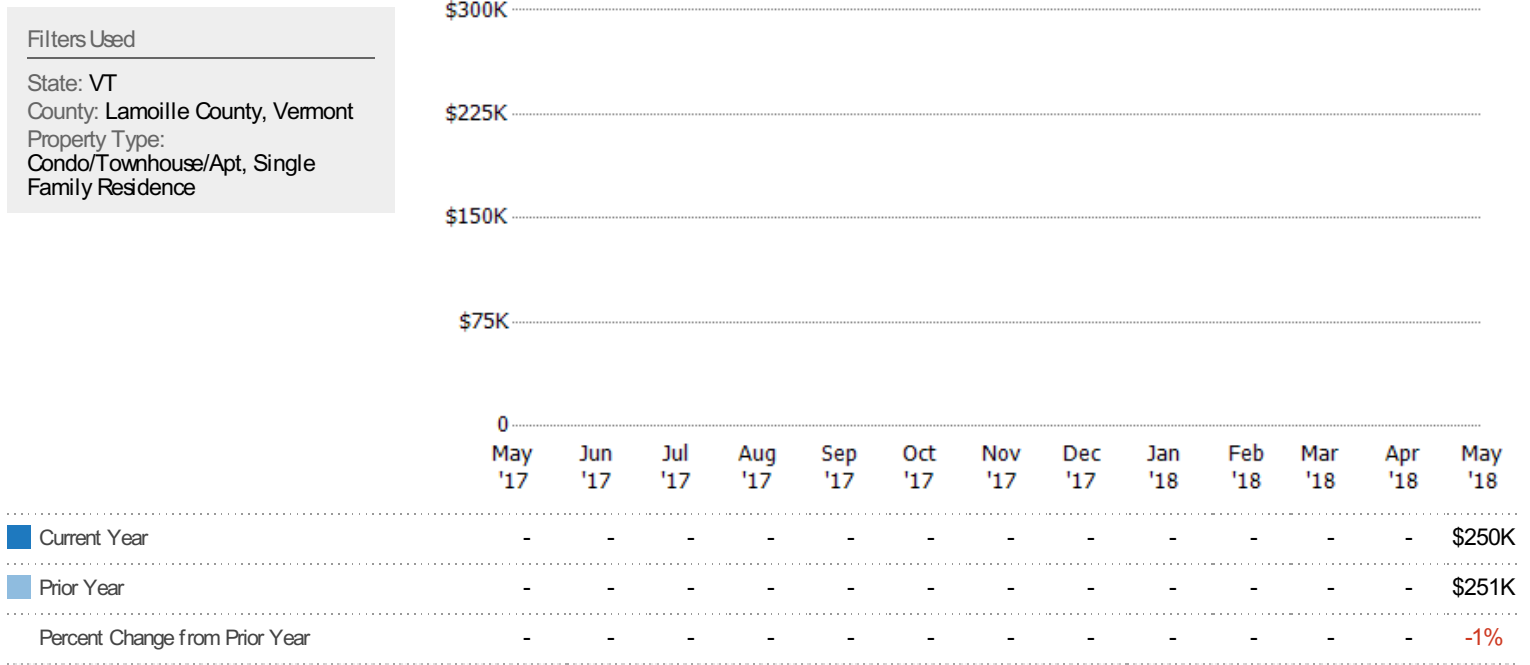 Filters Used
State: VT
County: Lamoille County, Vermont
Property Type:
Condo/Townhouse/Apt, Single
Family Residence
$300K
$225K
$150K
$75K
0
May Jun Jul Aug Sep Oct Nov Dec Jan Feb Mar Apr May
'17 '17 '17 '17 '17 '17 '17 '17 '18 '18 '18 '18 '18
Current Year - - - - - - - - - - - - $250K
Prior Year - - - - - - - - - - - - $251K
Percent Change from Prior Year - - - - - - - - - - - - -1%